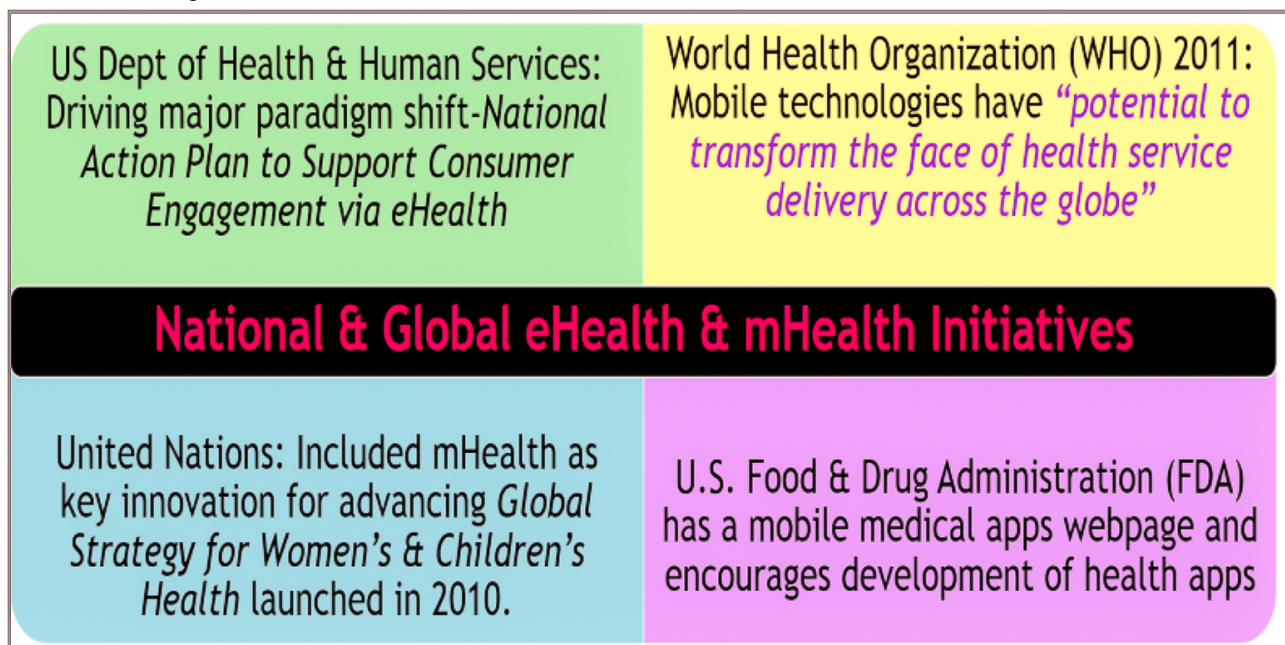 US Dept of Health & Human Services:
Driving major paradigm shift-National
Action Plan to Support Consumer
Engagement via eHealth
World Health Organization (WHO) 2011:
Mobile technologies have “potential to
transform the face of health service
delivery across the globe”
National & Global eHealth & mHealth Initiatives
United Nations: Included mHealth as
key innovation for advancing Global
Strategy for Women’s & Children’s
Health launched in 2010.
U.S. Food & Drug Administration (FDA)
has a mobile medical apps webpage and
encourages development of health apps